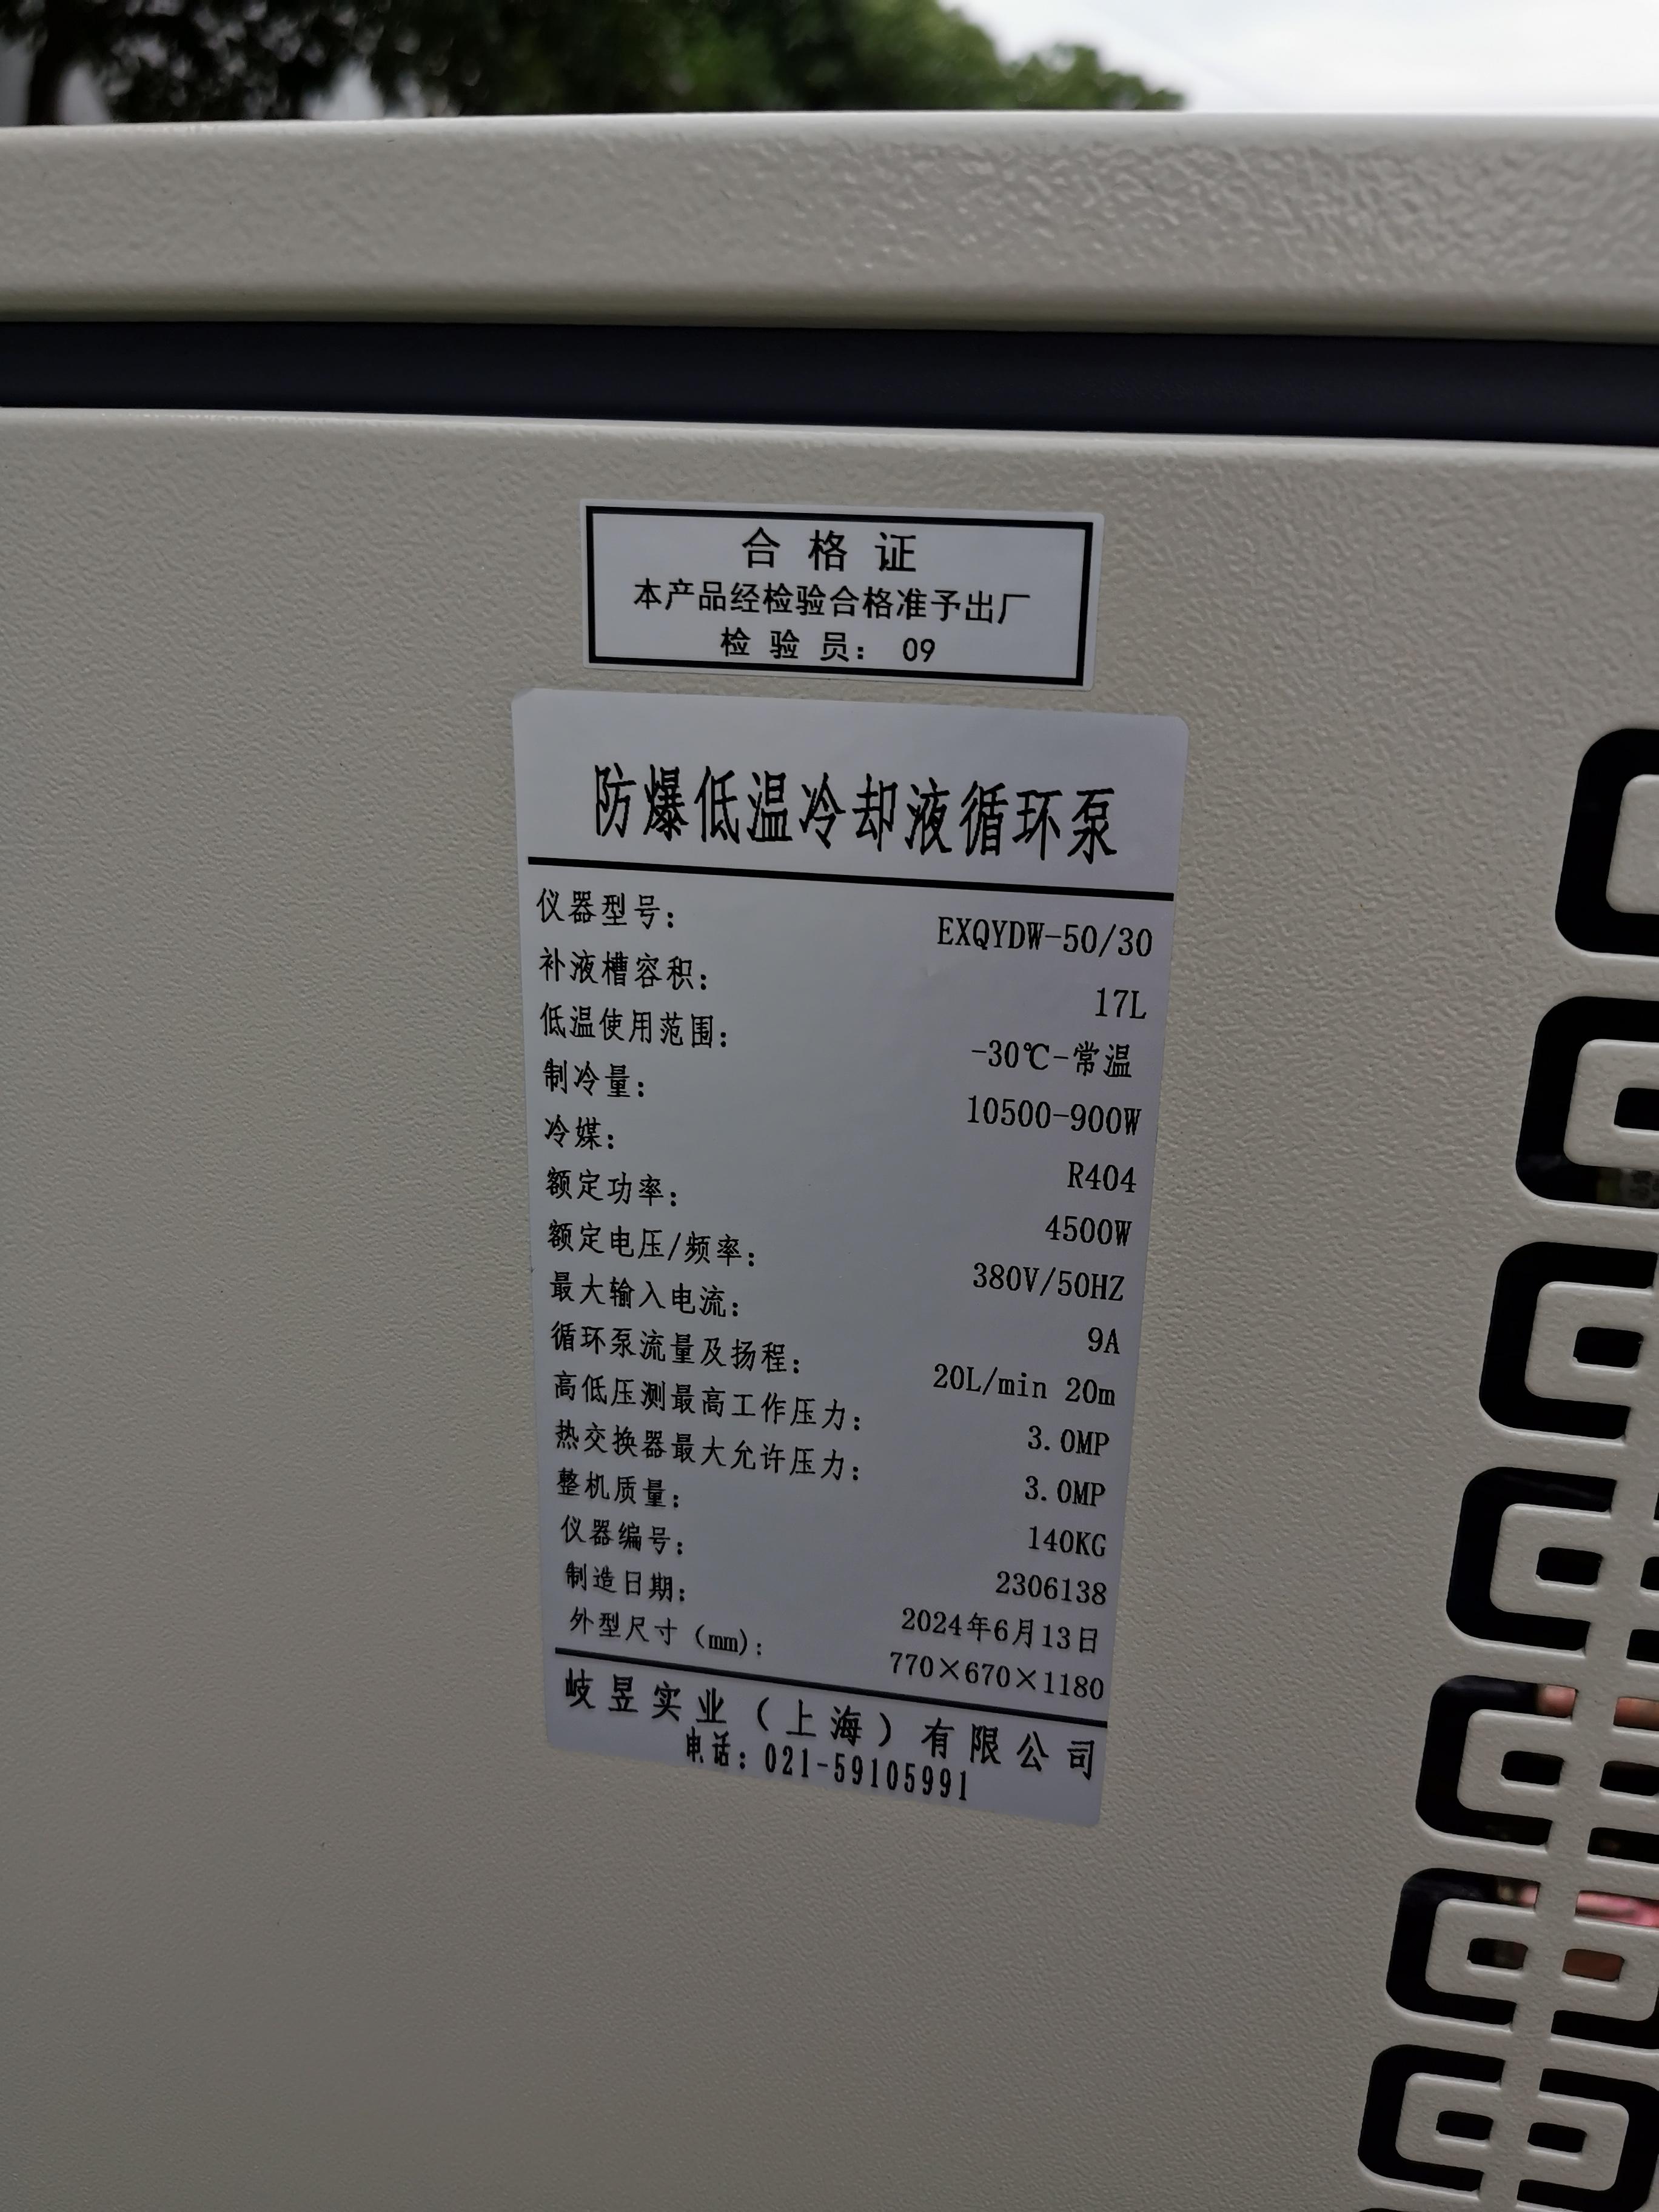 合格证
本产品经检验合格准予出厂
检验员： 09
防爆低温冷却液循环泵
仪器型号： EXQYDW-50/30
补液槽容积： 17L
低温使用范围： -30℃-常温
制冷量： 10500-900W
冷媒： R404
额定功率： 4500W
额定电压/频率： 380V/50HZ
最大输入电流： 9A
循环泵流量及扬程： 20L/min 20m
高低压测最高工作压力： 3.0MP
热交换器最大允许压力： 3.0MP
整机质量： 140KG
仪器编号： 2306138
制造日期： 2024年6月13日
外型尺寸（mm）： 770×670×1180
岐昱实业（上海）有限公司
电话：021-59105991